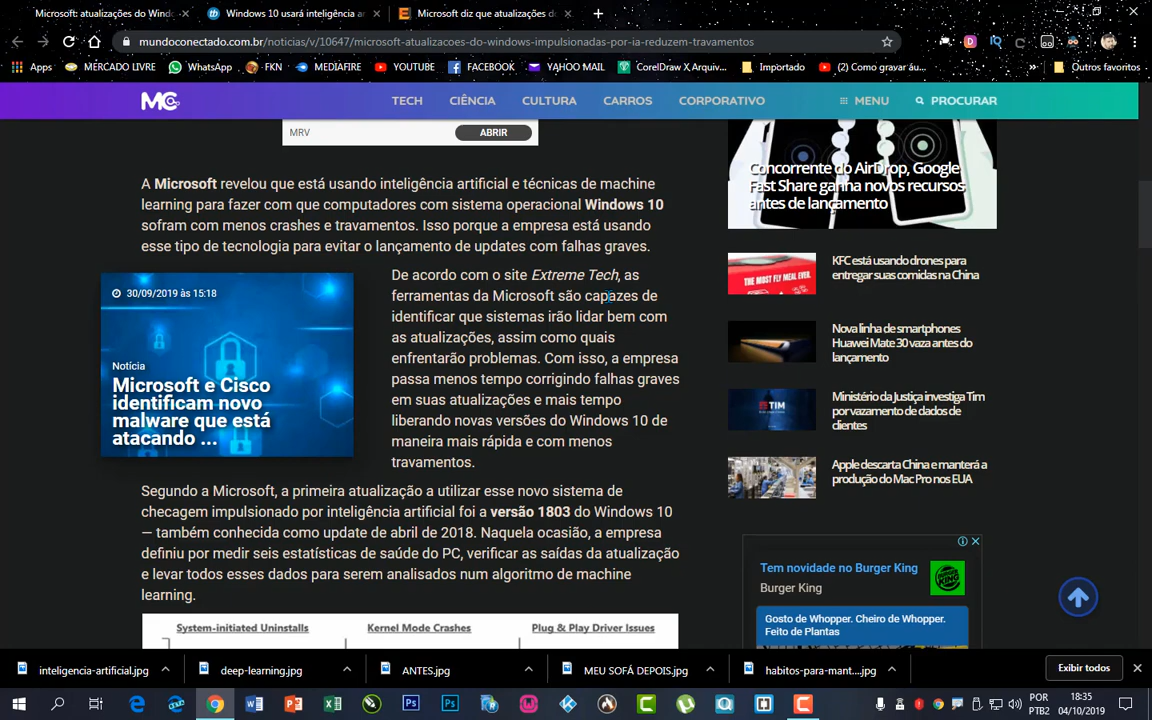 Microsoft: atualizações do Windo
Windows 10 usará inteligência a
Microsoft diz que atualizações d
mundoconectado.com.br/noticias/v/10647/microsoft-atualizacoes-do-windows-impulsionadas-por-ia-reduzem-travamentos
Apps
MERCADO LIVRE
WhatsApp
FKN
MEDIAFIRE
YOUTUBE
FACEBOOK
YAHOO MAIL
CorelDraw X Arquiv...
Importado
(2) Como gravar áu...
Outros favoritos
MC
TECH
CIÊNCIA
CULTURA
CARROS
CORPORATIVO
MENU
PROCURAR
MRV
ABRIR
A Microsoft revelou que está usando inteligência artificial e técnicas de machine
learning para fazer com que computadores com sistema operacional Windows 10
sofram com menos crashes e travamentos. Isso porque a empresa está usando
esse tipo de tecnologia para evitar o lançamento de updates com falhas graves.
30/09/2019 às 15:18
Notícia
Microsoft e Cisco
identificam novo
malware que está
atacando ...
De acordo com o site Extreme Tech, as
ferramentas da Microsoft são capazes de
identificar que sistemas irão lidar bem com
as atualizações, assim como quais
enfrentarão problemas. Com isso, a empresa
passa menos tempo corrigindo falhas graves
em suas atualizações e mais tempo
liberando novas versões do Windows 10 de
maneira mais rápida e com menos
travamentos.
Segundo a Microsoft, a primeira atualização a utilizar esse novo sistema de
checagem impulsionado por inteligência artificial foi a versão 1803 do Windows 10
— também conhecida como update de abril de 2018. Naquela ocasião, a empresa
definiu por medir seis estatísticas de saúde do PC, verificar as saídas da atualização
e levar todos esses dados para serem analisados num algoritmo de machine
learning.
System-initiated Uninstalls
Kernel Mode Crashes
Plug & Play Driver Issues
Concorrente do AirDrop, Google
Fast Share ganha novos recursos
antes de lançamento
KFC está usando drones para
entregar suas comidas na China
Nova linha de smartphones
Huawei Mate 30 vaza antes do
lançamento
TIM
Ministério da Justiça investiga Tim
por vazamento de dados de
clientes
Apple descarta China e manterá a
produção do Mac Pro nos EUA
Tem novidade no Burger King
Burger King
Gosto de Whopper. Cheiro de Whopper.
Feito de Plantas
inteligencia-artificial.jpg
deep-learning.jpg
ANTES.jpg
MEU SOFÁ DEPOIS.jpg
habitos-para-mant....jpg
Exibir todos
POR
PTB2
18:35
04/10/2019